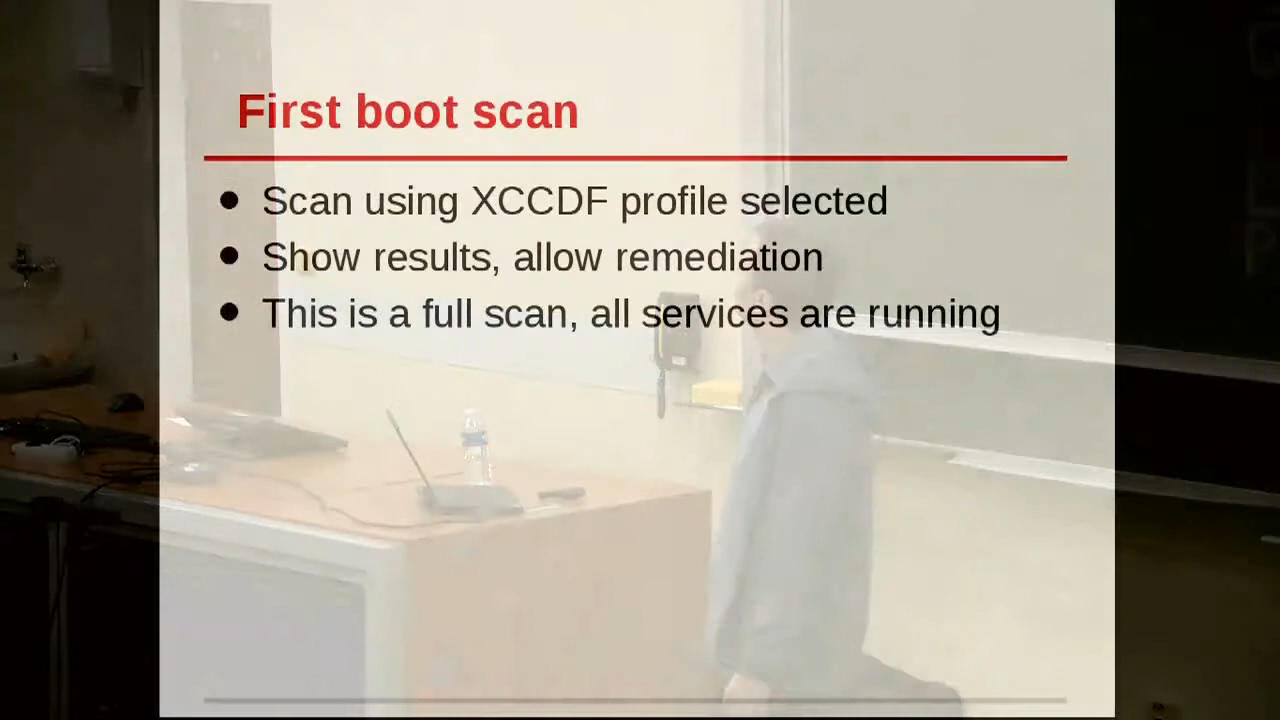 First boot scan
Scan using XCCDF profile selected
Show results, allow remediation
This is a full scan, all services are running